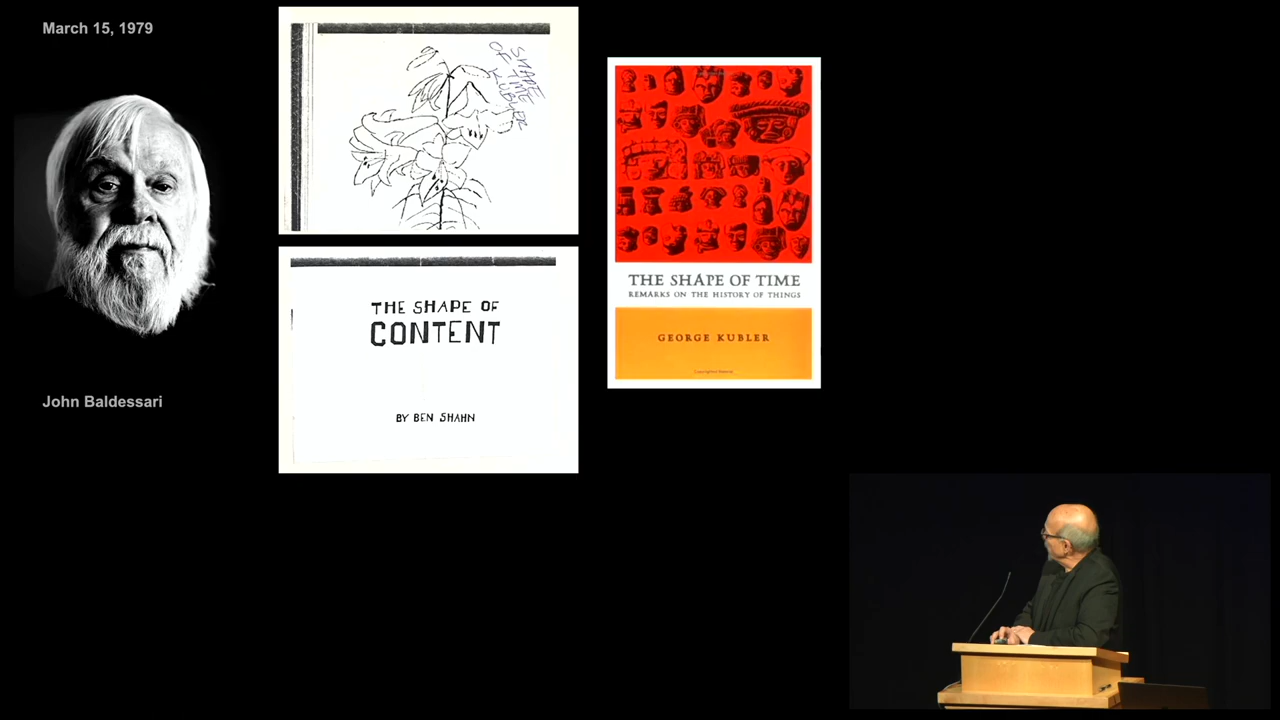 March 15, 1979
John Baldessari
SHAPE
OF TIME
KUBLER
THE SHAPE OF
CONTENT
BY BEN SHAHN
THE SHAPE OF TIME
REMARKS ON THE HISTORY OF THINGS
GEORGE KUBLER